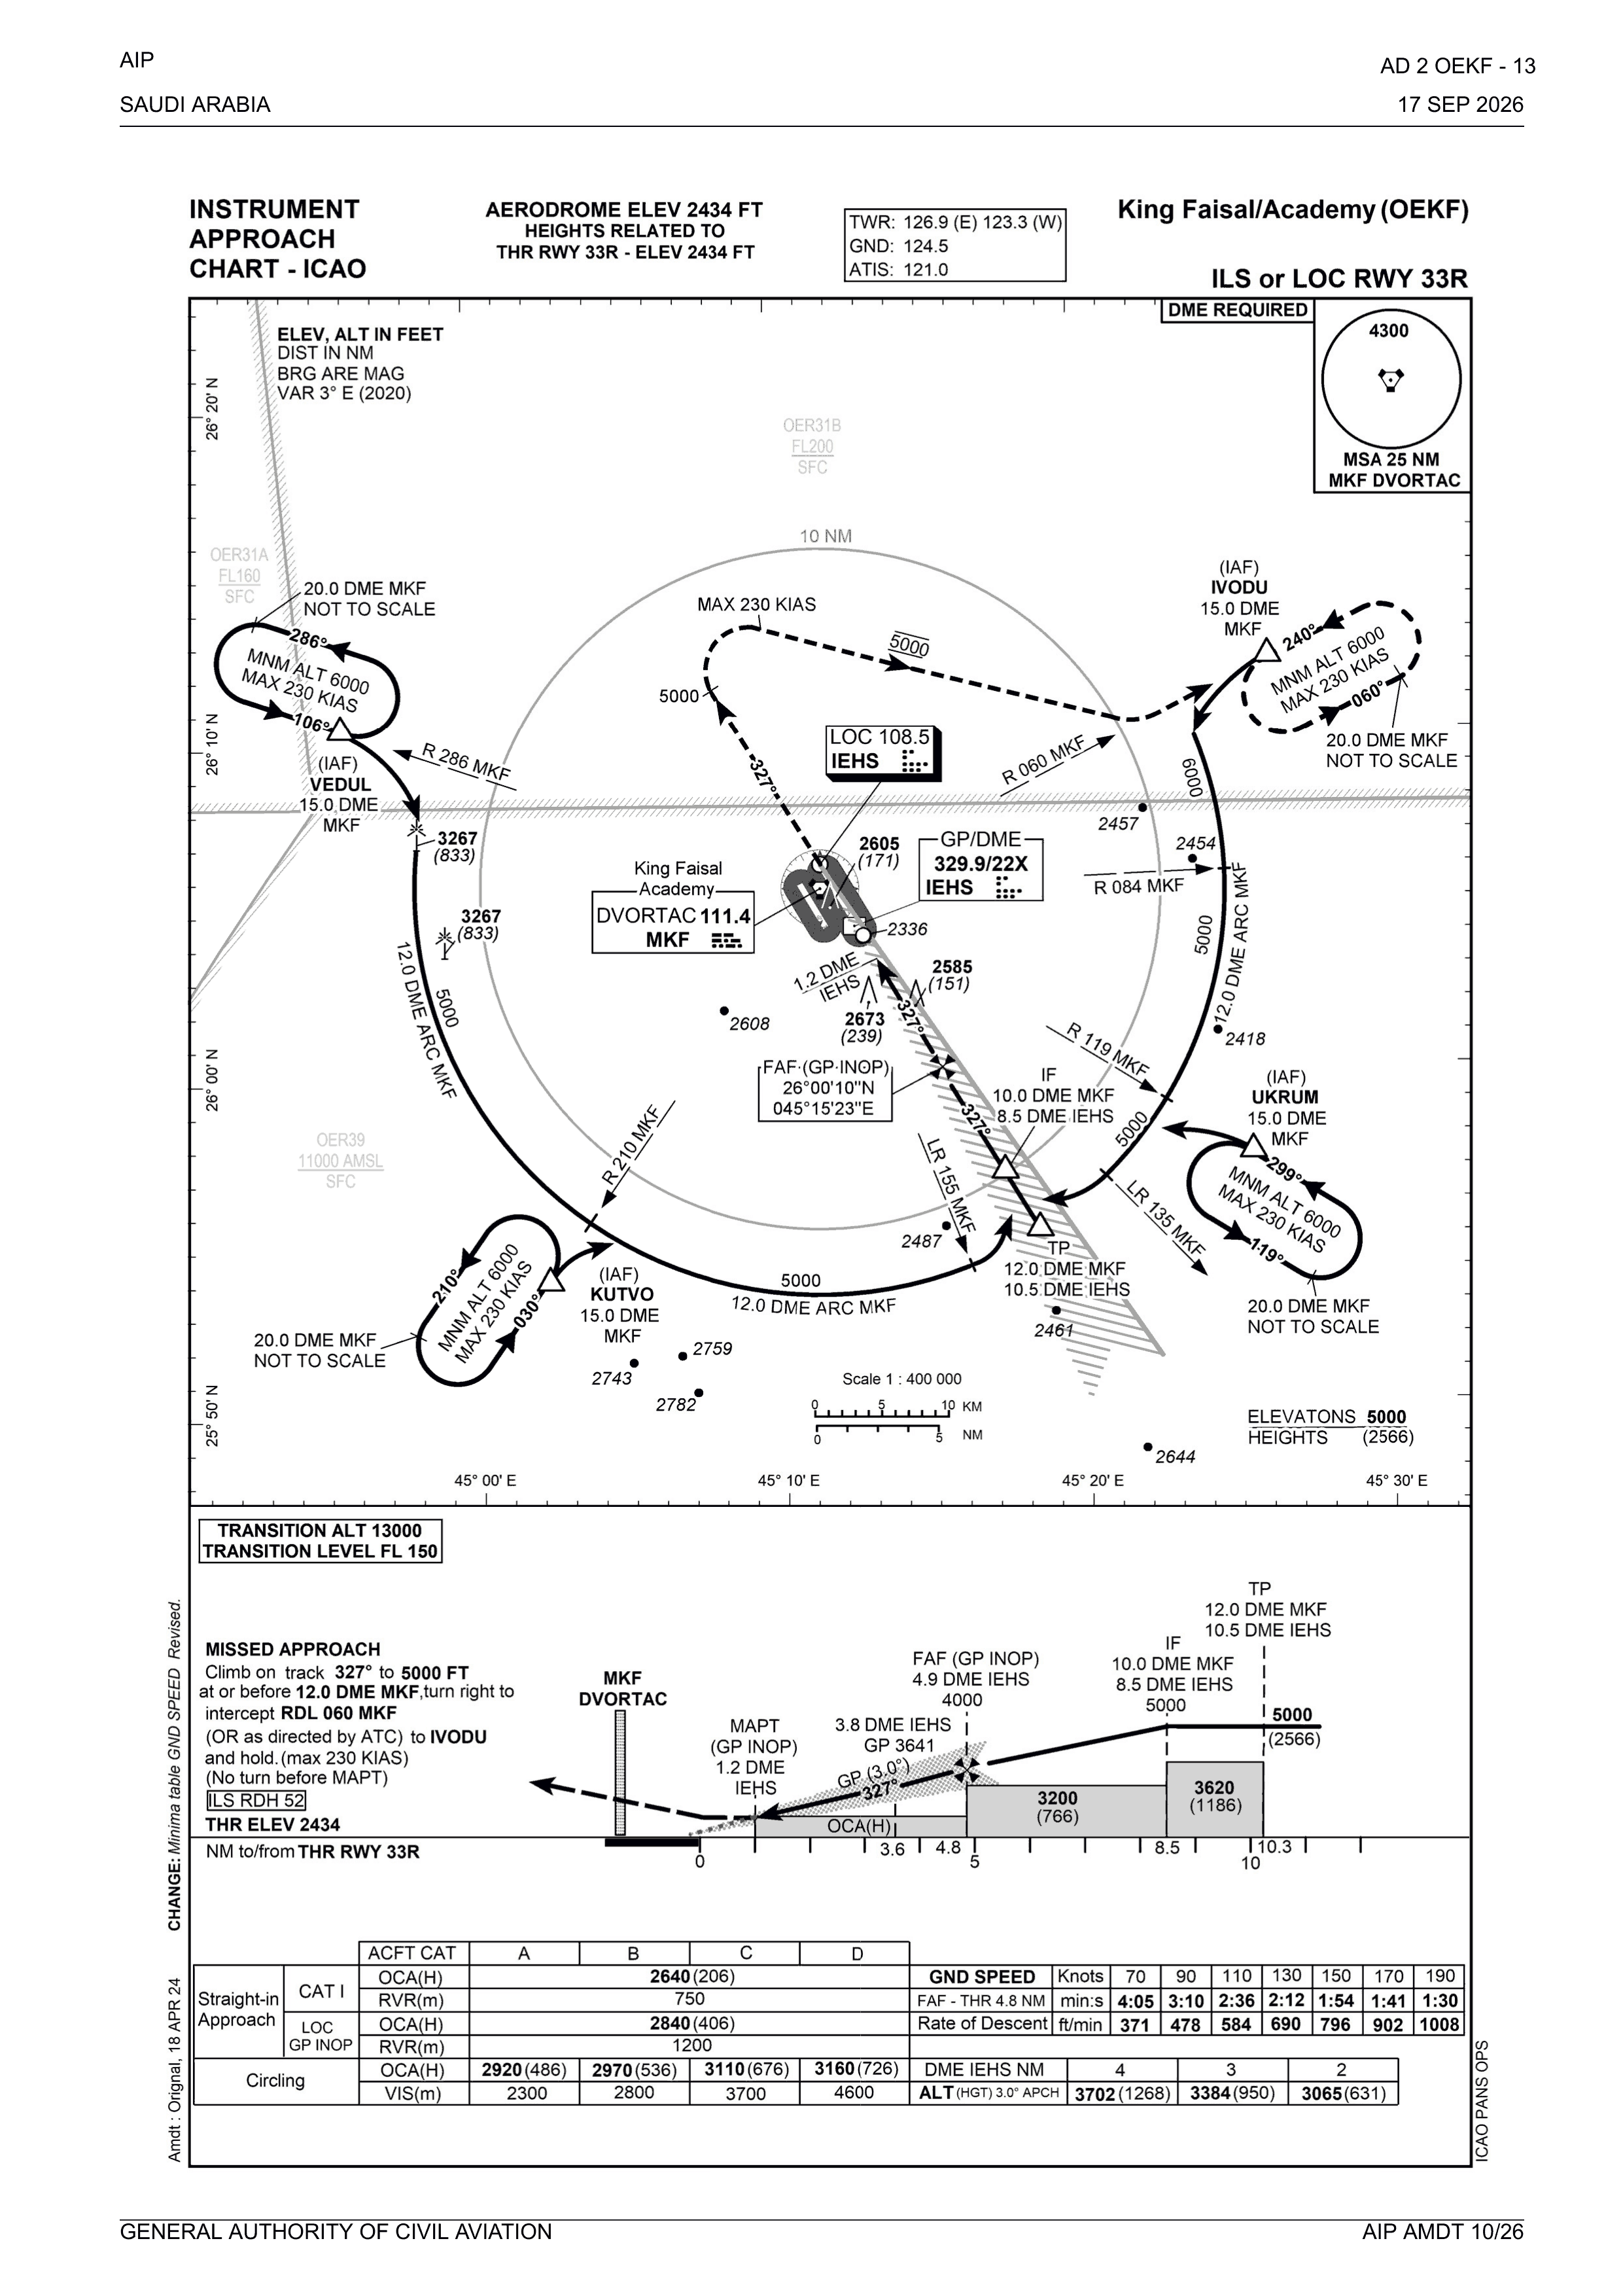 AIP
AD 2 OEKF - 13
SAUDI ARABIA
17 SEP 2026
INSTRUMENT
APPROACH
CHART - ICAO
AERODROME ELEV 2434 FT
HEIGHTS RELATED TO
THR RWY 33R - ELEV 2434 FT
TWR: 126.9 (E) 123.3 (W)
GND: 124.5
ATIS: 121.0
King Faisal/Academy (OEKF)
ILS or LOC RWY 33R
DME REQUIRED
4300
MSA 25 NM
MKF DVORTAC
ELEV, ALT IN FEET
DIST IN NM
BRG ARE MAG
VAR 3° E (2020)
26° 20' N
OER31B
FL200
SFC
10 NM
OER31A
FL160
SFC
20.0 DME MKF
NOT TO SCALE
286°
MNM ALT 6000
MAX 230 KIAS
106°
(IAF)
VEDUL
15.0 DME
MKF
R 286 MKF
MAX 230 KIAS
5000
5000
327°
(IAF)
IVODU
15.0 DME
MKF
240°
MNM ALT 6000
MAX 230 KIAS
060°
20.0 DME MKF
NOT TO SCALE
26° 10' N
LOC 108.5
IEHS
R 060 MKF
6000
2457
2454
R 084 MKF
3267
(833)
3267
(833)
2605
(171)
GP/DME
329.9/22X
IEHS
King Faisal
Academy
DVORTAC 111.4
MKF
2336
1.2 DME
IEHS
2585
(151)
2673
(239)
327°
2608
12.0 DME ARC MKF
5000
5000
12.0 DME ARC MKF
2418
R 119 MKF
26° 00' N
FAF (GP INOP)
26°00'10"N
045°15'23"E
327°
IF
10.0 DME MKF
8.5 DME IEHS
5000
(IAF)
UKRUM
15.0 DME
MKF
299°
MNM ALT 6000
MAX 230 KIAS
119°
20.0 DME MKF
NOT TO SCALE
OER39
11000 AMSL
SFC
R 210 MKF
LR 155 MKF
LR 135 MKF
2487
TP
12.0 DME MKF
10.5 DME IEHS
2461
210°
MNM ALT 6000
MAX 230 KIAS
030°
(IAF)
KUTVO
15.0 DME
MKF
20.0 DME MKF
NOT TO SCALE
5000
12.0 DME ARC MKF
2759
2743
2782
Scale 1 : 400 000
0 5 10 KM
0 5 NM
25° 50' N
ELEVATONS 5000
HEIGHTS (2566)
2644
45° 00' E
45° 10' E
45° 20' E
45° 30' E
TRANSITION ALT 13000
TRANSITION LEVEL FL 150
MISSED APPROACH
Climb on track 327° to 5000 FT
at or before 12.0 DME MKF,turn right to
intercept RDL 060 MKF
(OR as directed by ATC) to IVODU
and hold.(max 230 KIAS)
(No turn before MAPT)
ILS RDH 52
THR ELEV 2434
NM to/from THR RWY 33R
MKF
DVORTAC
MAPT
(GP INOP)
1.2 DME
IEHS
3.8 DME IEHS
GP 3641
GP (3.0°)
327°
FAF (GP INOP)
4.9 DME IEHS
4000
IF
10.0 DME MKF
8.5 DME IEHS
5000
TP
12.0 DME MKF
10.5 DME IEHS
5000
(2566)
OCA(H)
3200
(766)
3620
(1186)
0
3.6
4.8
5
8.5
10
10.3
ACFT CAT A B C D
Straight-in
Approach
CAT I
OCA(H) 2640 (206)
RVR(m) 750
LOC
GP INOP
OCA(H) 2840 (406)
RVR(m) 1200
Circling
OCA(H) 2920 (486) 2970 (536) 3110 (676) 3160 (726)
VIS(m) 2300 2800 3700 4600
GND SPEED Knots 70 90 110 130 150 170 190
FAF - THR 4.8 NM min:s 4:05 3:10 2:36 2:12 1:54 1:41 1:30
Rate of Descent ft/min 371 478 584 690 796 902 1008
DME IEHS NM 4 3 2
ALT (HGT) 3.0° APCH 3702 (1268) 3384 (950) 3065 (631)
CHANGE: Minima table GND SPEED Revised.
Amdt : Orignal, 18 APR 24
ICAO PANS OPS
GENERAL AUTHORITY OF CIVIL AVIATION
AIP AMDT 10/26